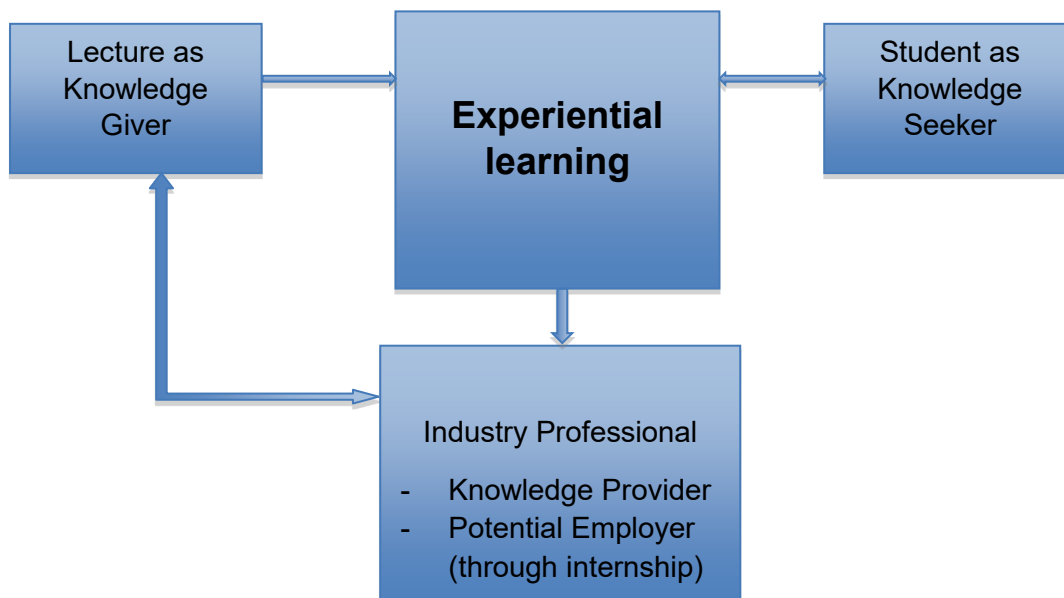 Lecture as
Knowledge
Giver
Experiential
learning
Student as
Knowledge
Seeker
Industry Professional
- Knowledge Provider
- Potential Employer
(through internship)